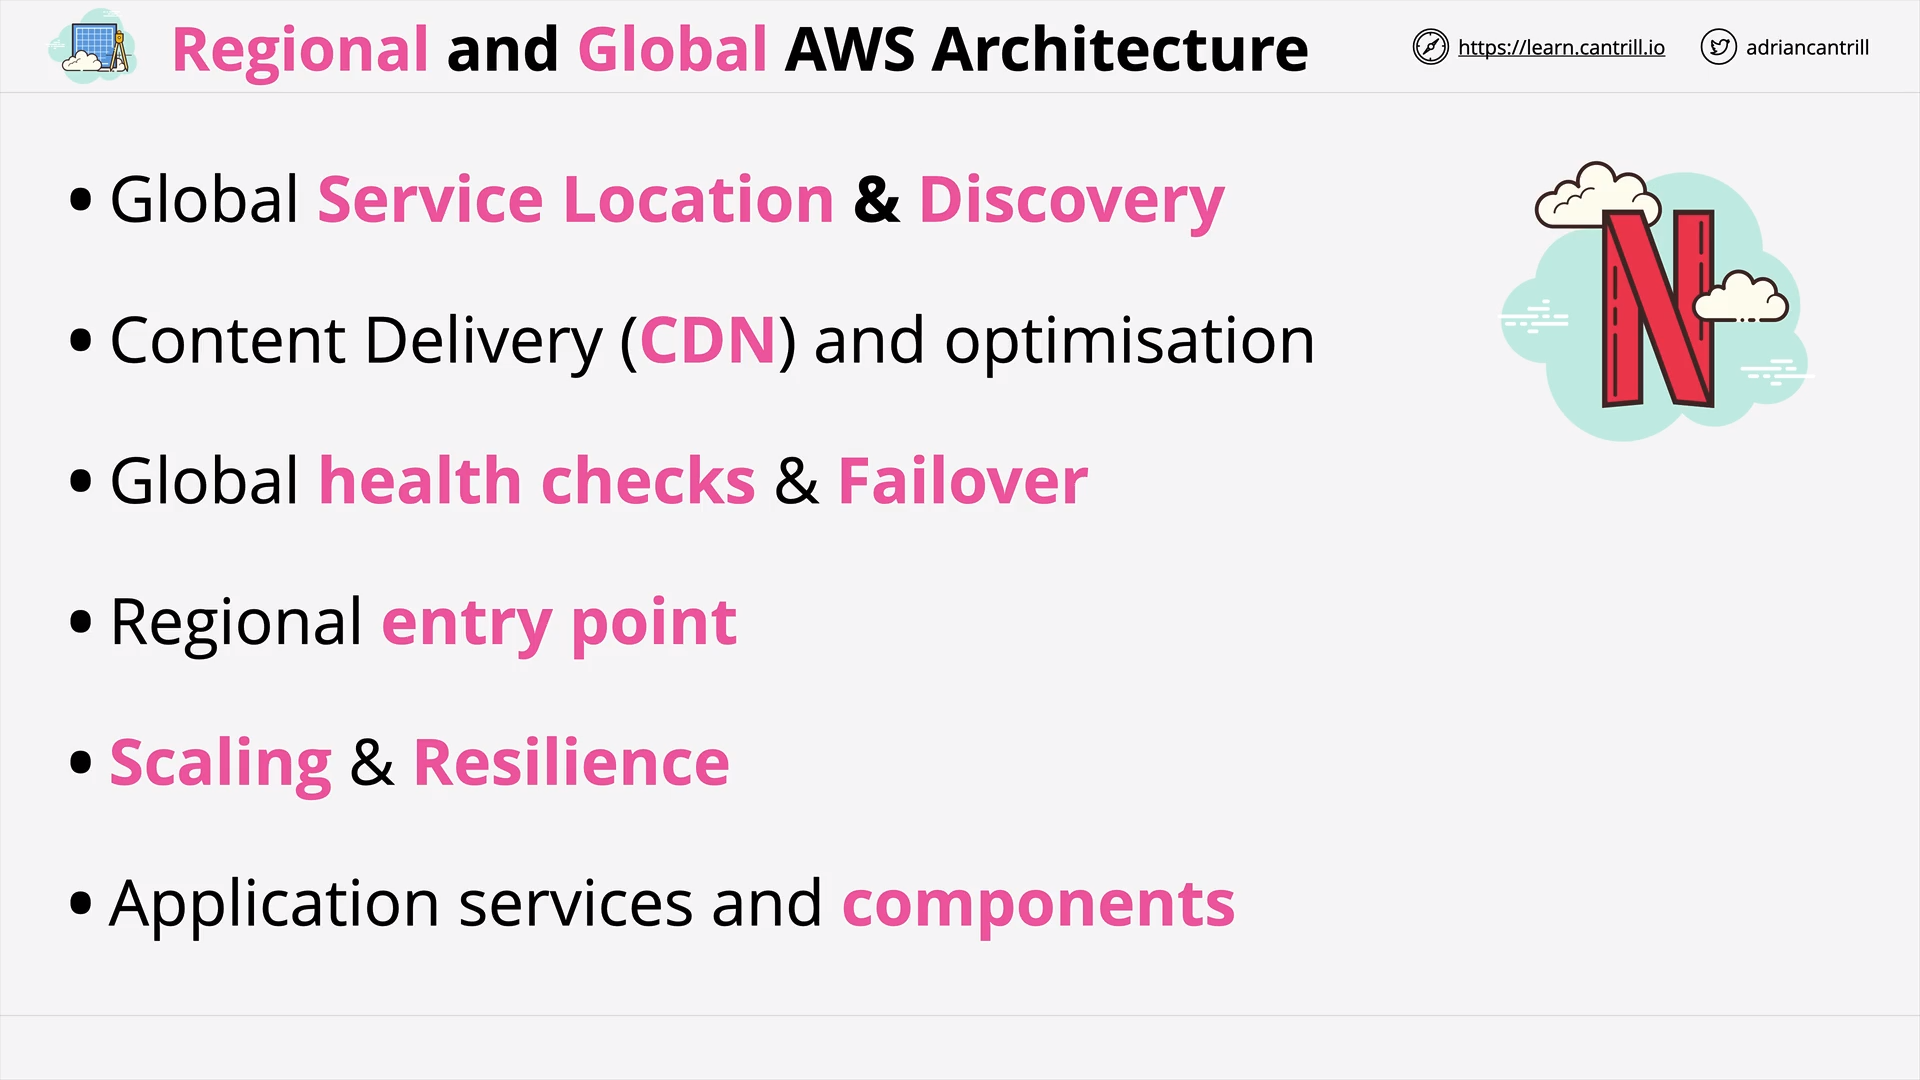 Regional and Global AWS Architecture
https://learn.cantrill.io
adriancantrill
• Global Service Location & Discovery
• Content Delivery (CDN) and optimisation
• Global health checks & Failover
• Regional entry point
• Scaling & Resilience
• Application services and components
N